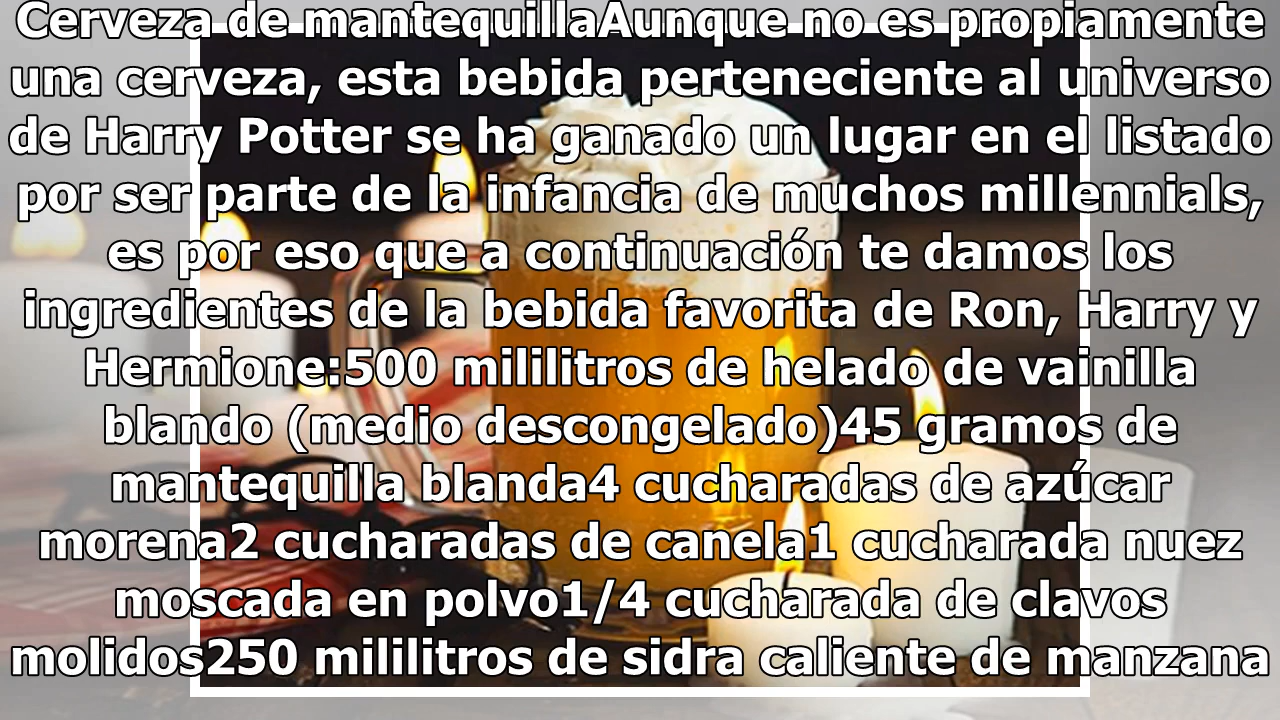 Cerveza de mantequillaAunque no es propiamente
una cerveza, esta bebida perteneciente al universo
de Harry Potter se ha ganado un lugar en el listado
por ser parte de la infancia de muchos millennials,
es por eso que a continuación te damos los
ingredientes de la bebida favorita de Ron, Harry y
Hermione:500 mililitros de helado de vainilla
blando (medio descongelado)45 gramos de
mantequilla blanda4 cucharadas de azúcar
morena2 cucharadas de canela1 cucharada nuez
moscada en polvo1/4 cucharada de clavos
molidos250 mililitros de sidra caliente de manzana